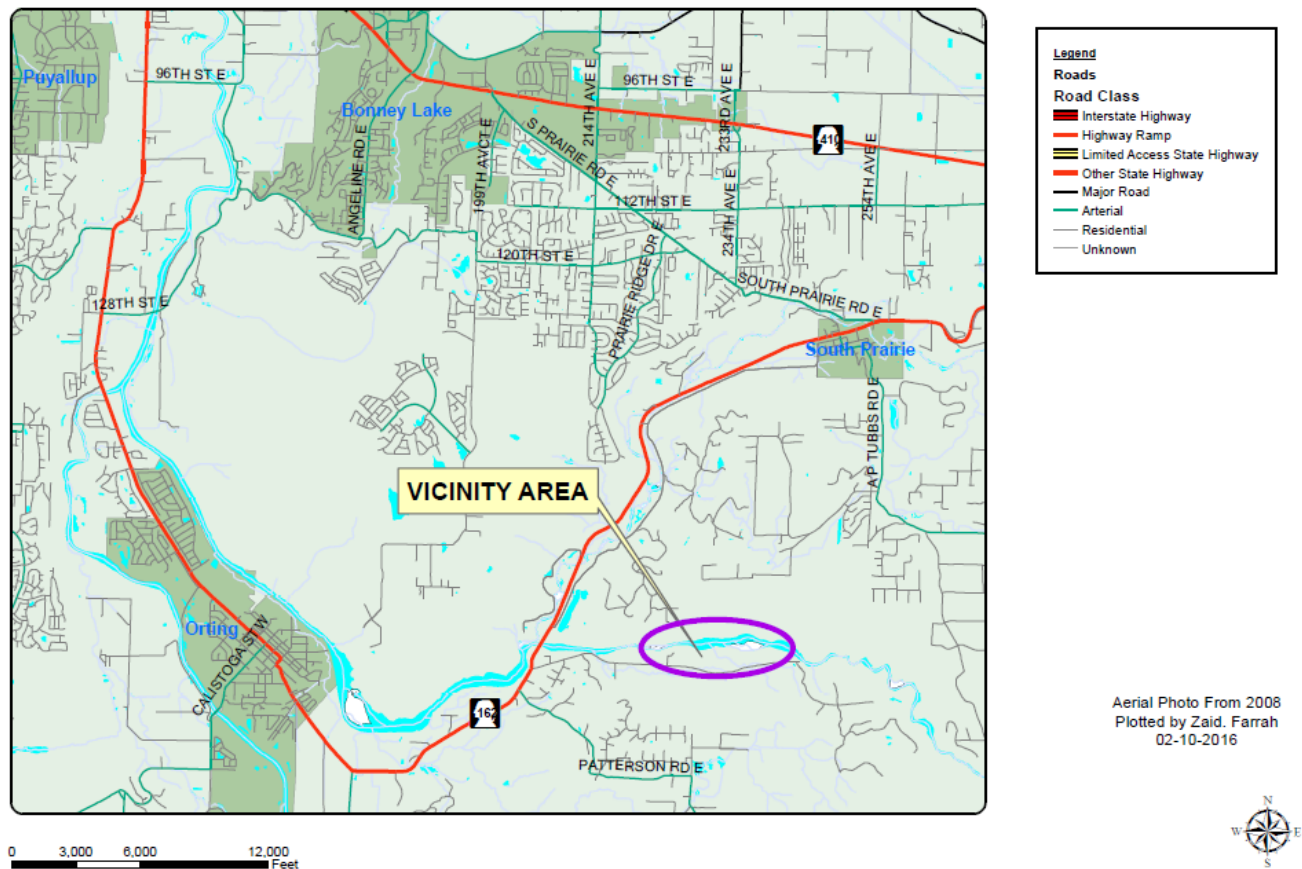 Puyallup
96TH ST E
Bonney Lake
ANGELINE RD E
199TH AVCT E
S PRAIRIE RD E
214TH AVE E
96TH ST E
233RD AVE E
410
254TH AVE E
112TH ST E
234TH AVE E
120TH ST E
PRAIRIE RIDGE DR E
128TH ST E
SOUTH PRAIRIE RD E
South Prairie
A P TUBBS RD E
VICINITY AREA
Orting
CALISTOGA ST W
162
PATTERSON RD E
0 3,000 6,000 12,000
Feet
Legend
Roads
Road Class
Interstate Highway
Highway Ramp
Limited Access State Highway
Other State Highway
Major Road
Arterial
Residential
Unknown
Aerial Photo From 2008
Plotted by Zaid. Farrah
02-10-2016
N
W E
S